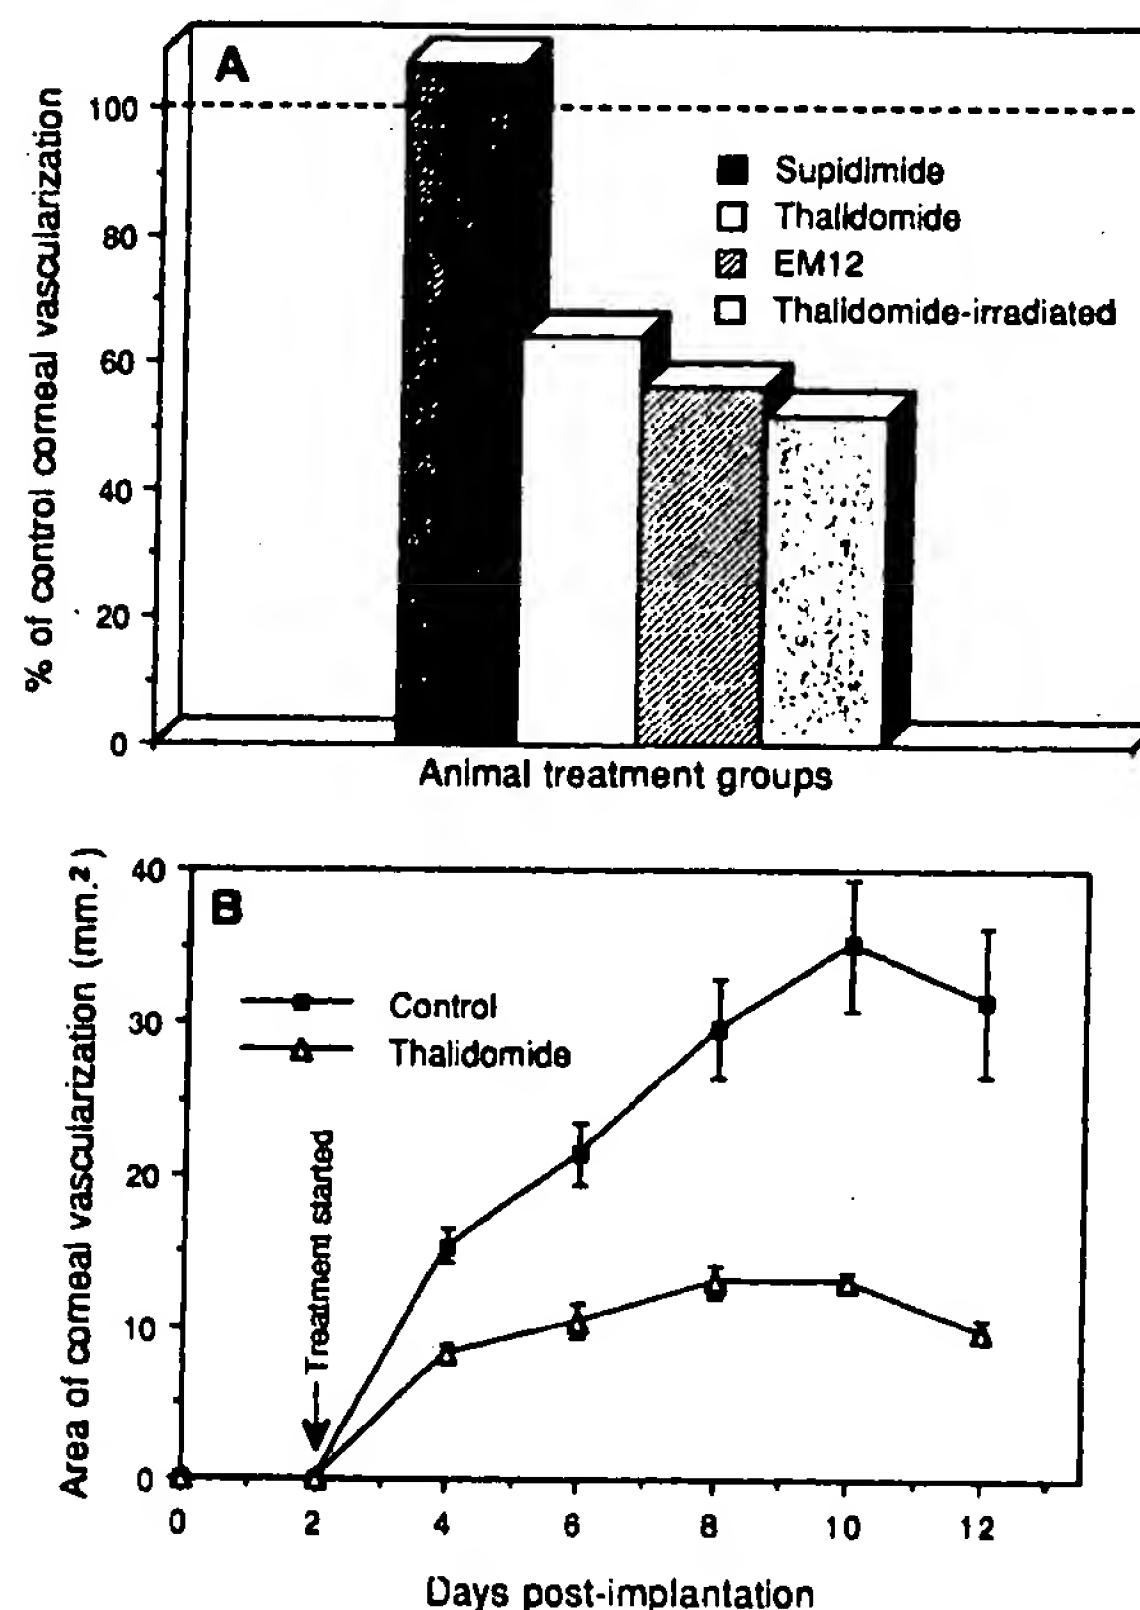 A
% of control corneal vascularization
100
80
60
40
20
0
Supidimide
Thalidomide
EM12
Thalidomide-irradiated
Animal treatment groups
B
Area of corneal vascularization (mm.²)
40
30
20
10
0
Control
Thalidomide
Treatment started
0 2 4 6 8 10 12
Days post-implantation